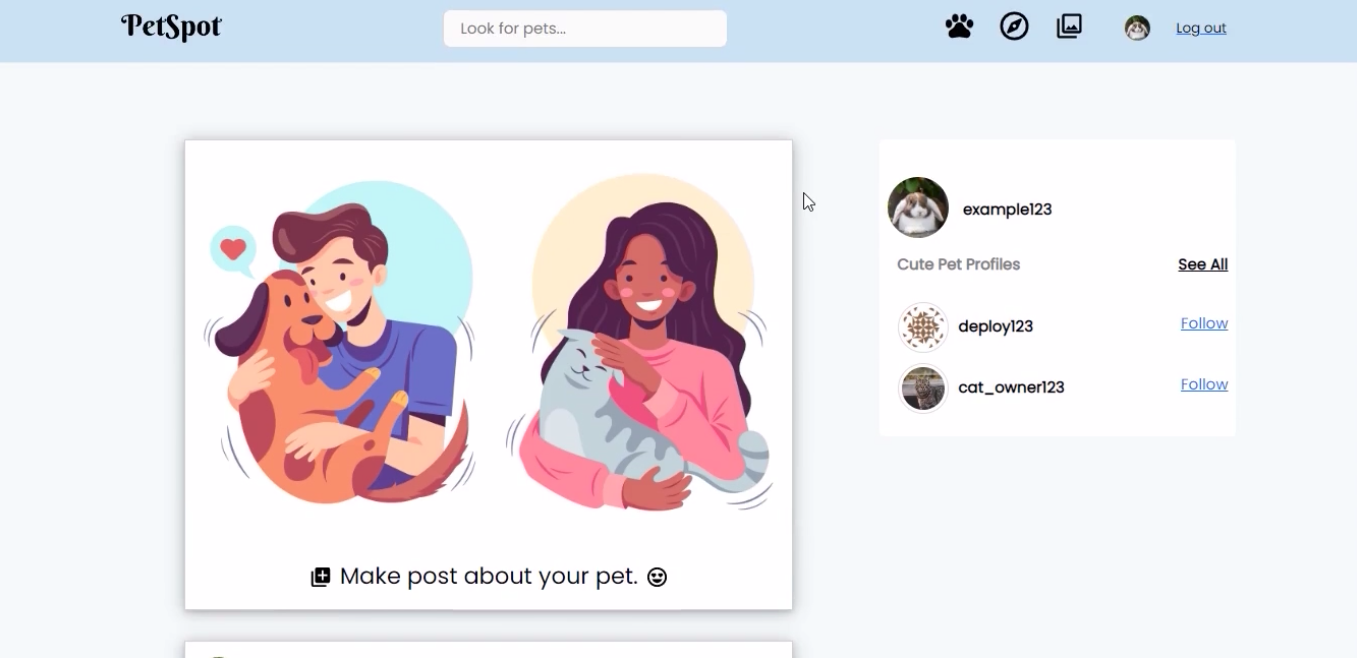 PetSpot
Look for pets...
Log out
example123
Cute Pet Profiles
See All
deploy123
Follow
cat_owner123
Follow
Make post about your pet.